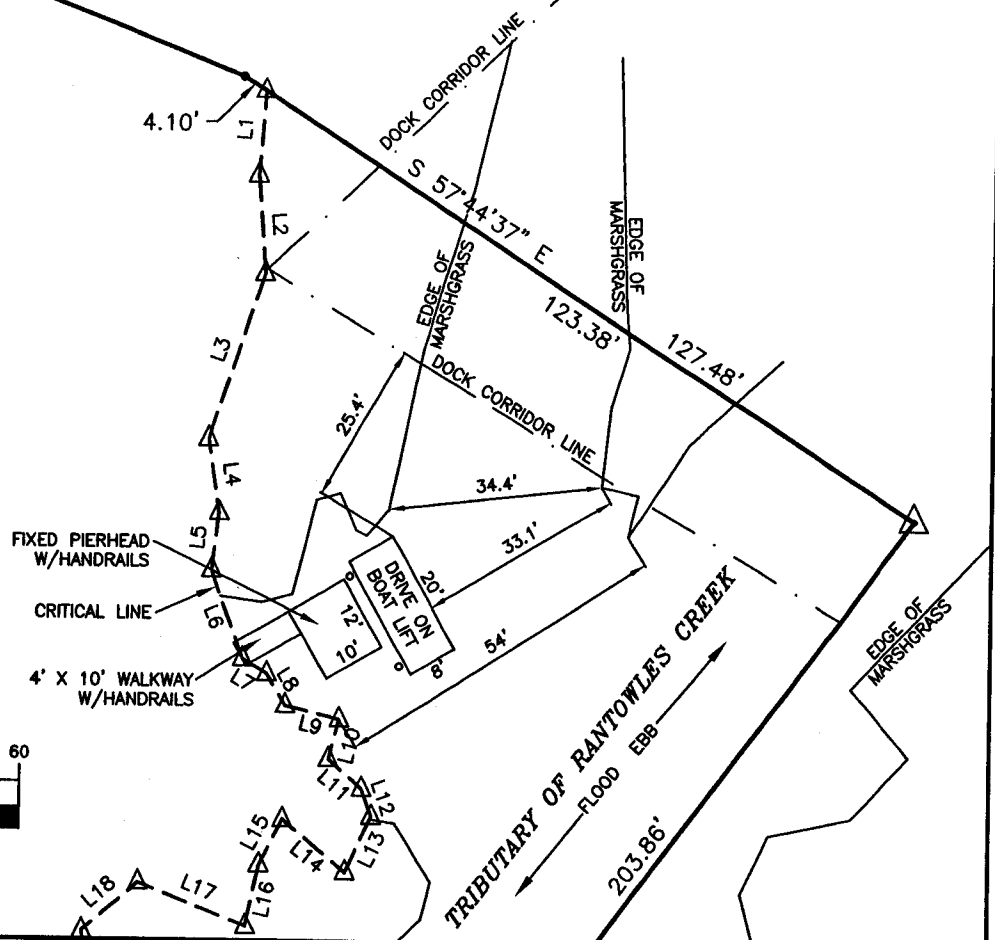 DOCK CORRIDOR LINE
4.10'
L1
S 57°44'37" E
L2
EDGE OF
MARSHGRASS
EDGE OF
MARSHGRASS
123.38'
127.48'
L3
DOCK CORRIDOR LINE
25.4'
L4
34.4'
33.1'
FIXED PIERHEAD
W/HANDRAILS
L5
DRIVE ON
BOAT LIFT
20'
CRITICAL LINE
L6
12'
10'
8'
54'
EDGE OF
MARSHGRASS
4' X 10' WALKWAY
W/HANDRAILS
L7
L8
L9
L10
TRIBUTARY OF RANTOWLES CREEK
FLOOD EBB
60
L11
L12
L13
L14
L15
L16
L17
L18
203.86'